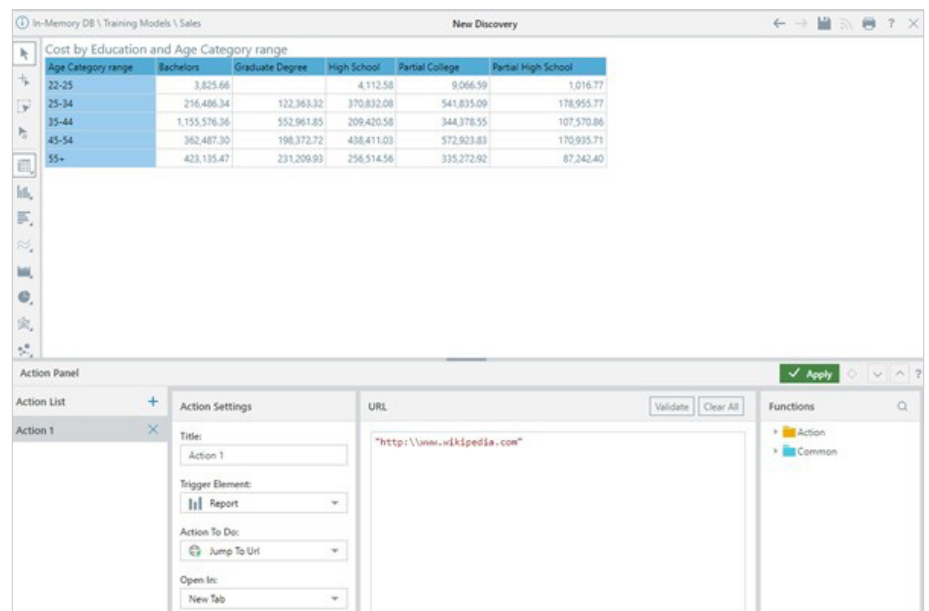 In-Memory DB \ Training Models \ Sales New Discovery ?
Cost by Education and Age Category range
Age Category range Bachelors Graduate Degree High School Partial College Partial High School
22-25 3,825.66 4,112.58 9,066.59 1,016.77
25-34 216,486.34 122,363.32 370,832.08 541,835.09 178,955.77
35-44 1,155,576.36 552,961.85 209,420.58 344,378.55 107,570.86
45-54 362,487.30 198,372.72 438,411.03 572,923.83 170,935.71
55+ 423,135.47 231,209.93 256,514.56 335,272.92 87,242.40
Action Panel Apply ?
Action List + Action Settings URL Validate Clear All Functions
Action 1 Title: "http:\\www.wikipedia.com" Action
Action 1 Common
Trigger Element:
Report
Action To Do:
Jump To Url
Open In:
New Tab